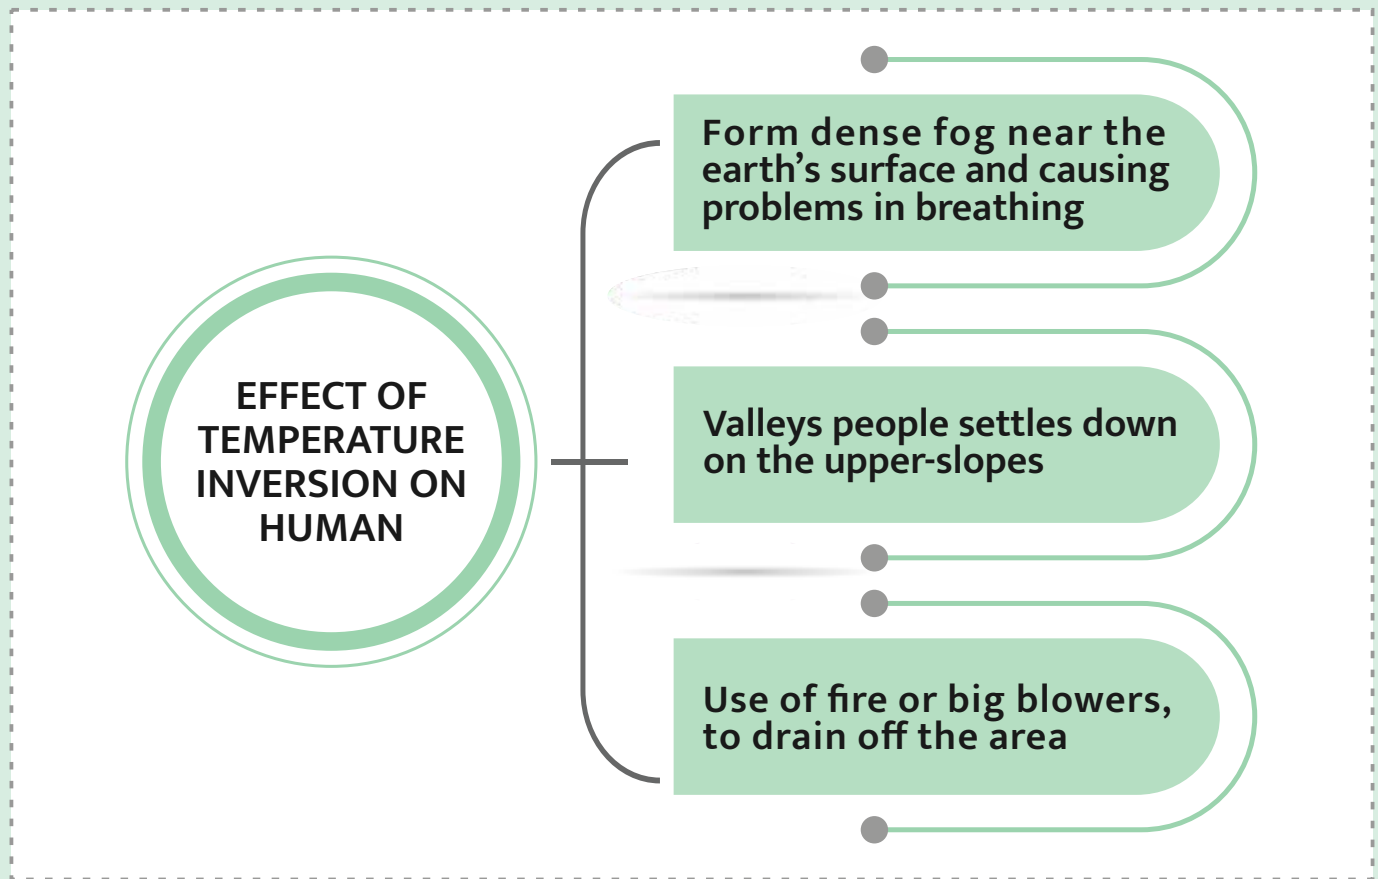 EFFECT OF
TEMPERATURE
INVERSION ON
HUMAN
Form dense fog near the
earth’s surface and causing
problems in breathing
Valleys people settles down
on the upper-slopes
Use of fire or big blowers,
to drain off the area